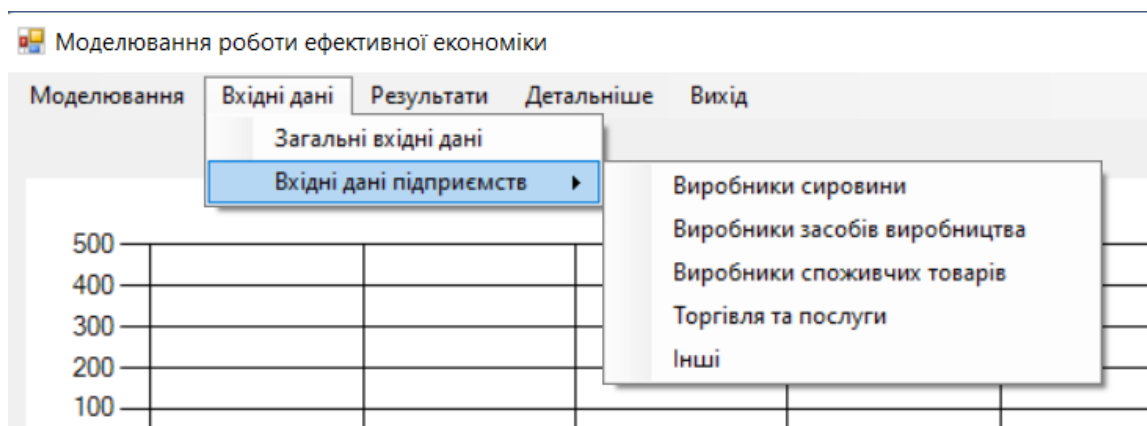 Моделювання роботи ефективної економіки
Моделювання Вхідні дані Результати Детальніше Вихід
Загальні вхідні дані
Вхідні дані підприємств
Виробники сировини
Виробники засобів виробництва
Виробники споживчих товарів
Торгівля та послуги
Інші
500
400
300
200
100